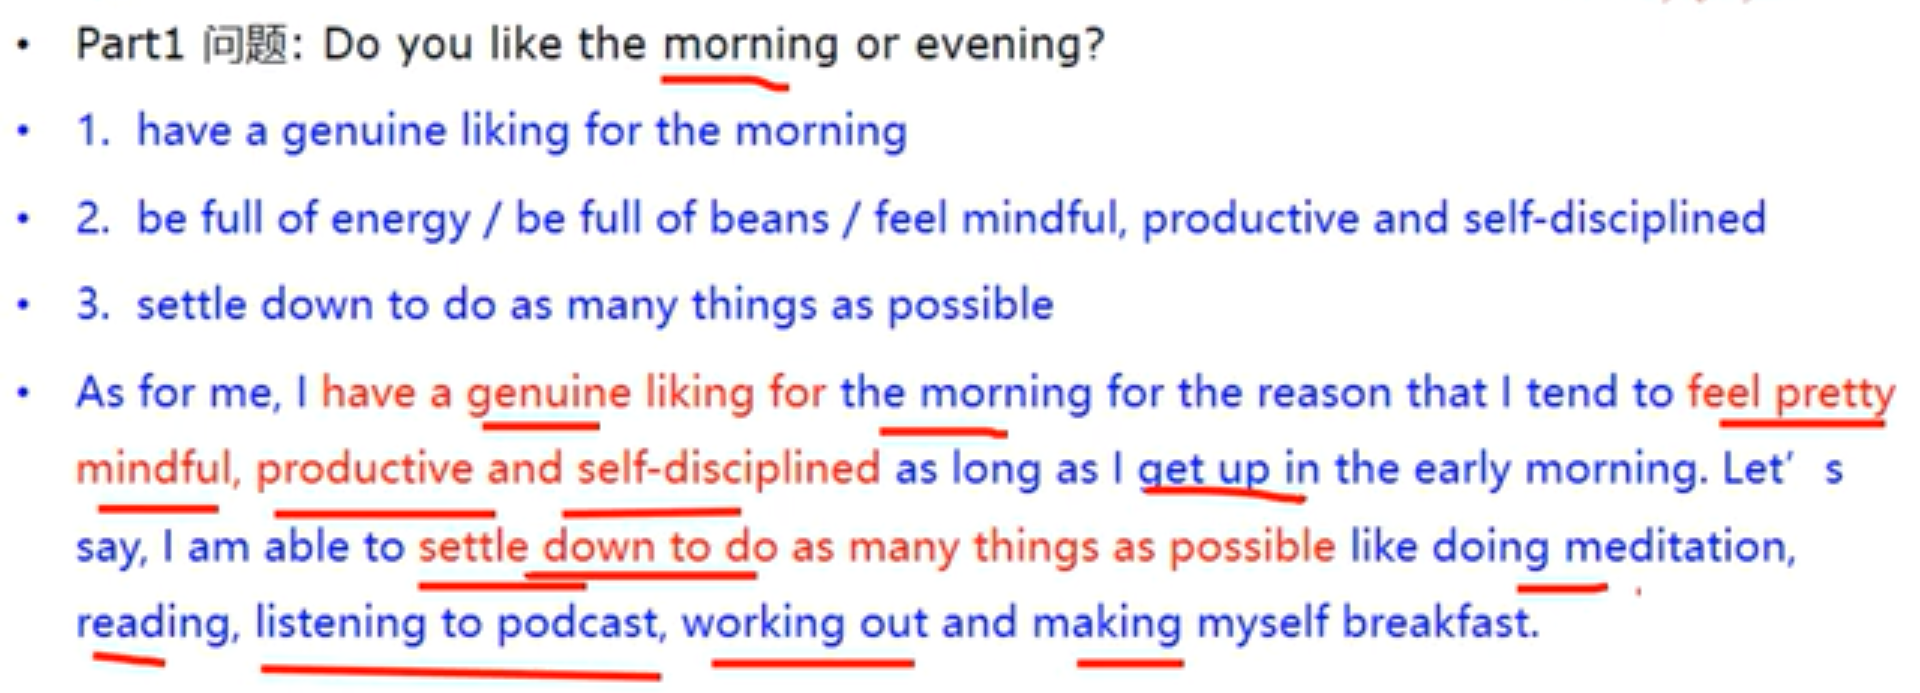 • Part1 问题: Do you like the morning or evening?
• 1. have a genuine liking for the morning
• 2. be full of energy / be full of beans / feel mindful, productive and self-disciplined
• 3. settle down to do as many things as possible
• As for me, I have a genuine liking for the morning for the reason that I tend to feel pretty
mindful, productive and self-disciplined as long as I get up in the early morning. Let’ s
say, I am able to settle down to do as many things as possible like doing meditation,
reading, listening to podcast, working out and making myself breakfast.